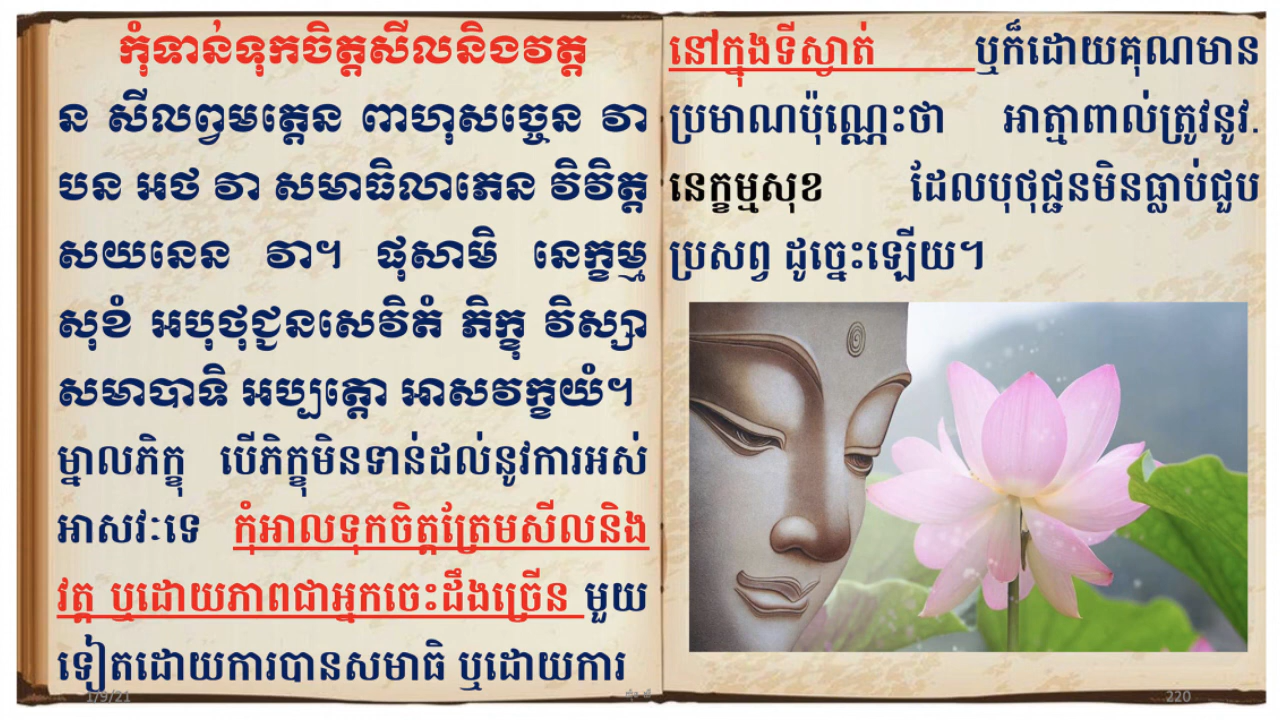 កុំទាន់ទុកចិត្តសីលនិងវត្ត
ន សីលព្វមត្តេន ពាហុសច្ចេន វា
បន អថ វា សមាធិលាភេន វិវិត្ត
សយនេន វា។ ផុសាមិ នេក្ខម្ម
សុខំ អបុថុជ្ជនសេវិតំ ភិក្ខុ វិស្សា
សមាបាទិ អប្បត្តោ អាសវក្ខយំ។
ម្នាលភិក្ខុ បើភិក្ខុមិនទាន់ដល់នូវការអស់
អាសវៈទេ កុំអាលទុកចិត្តត្រែមសីលនិង
វត្ត ឬដោយភាពជាអ្នកចេះដឹងច្រើន មួយ
ទៀតដោយការបានសមាធិ ឬដោយការ
1/9/21
នៅក្នុងទីស្ងាត់ ឬក៏ដោយគុណមាន
ប្រមាណប៉ុណ្ណេះថា អាត្មាពាល់ត្រូវនូវ.
នេក្ខម្មសុខ ដែលបុថុជ្ជនមិនធ្លាប់ជួប
ប្រសព្វ ដូច្នេះឡើយ។
220